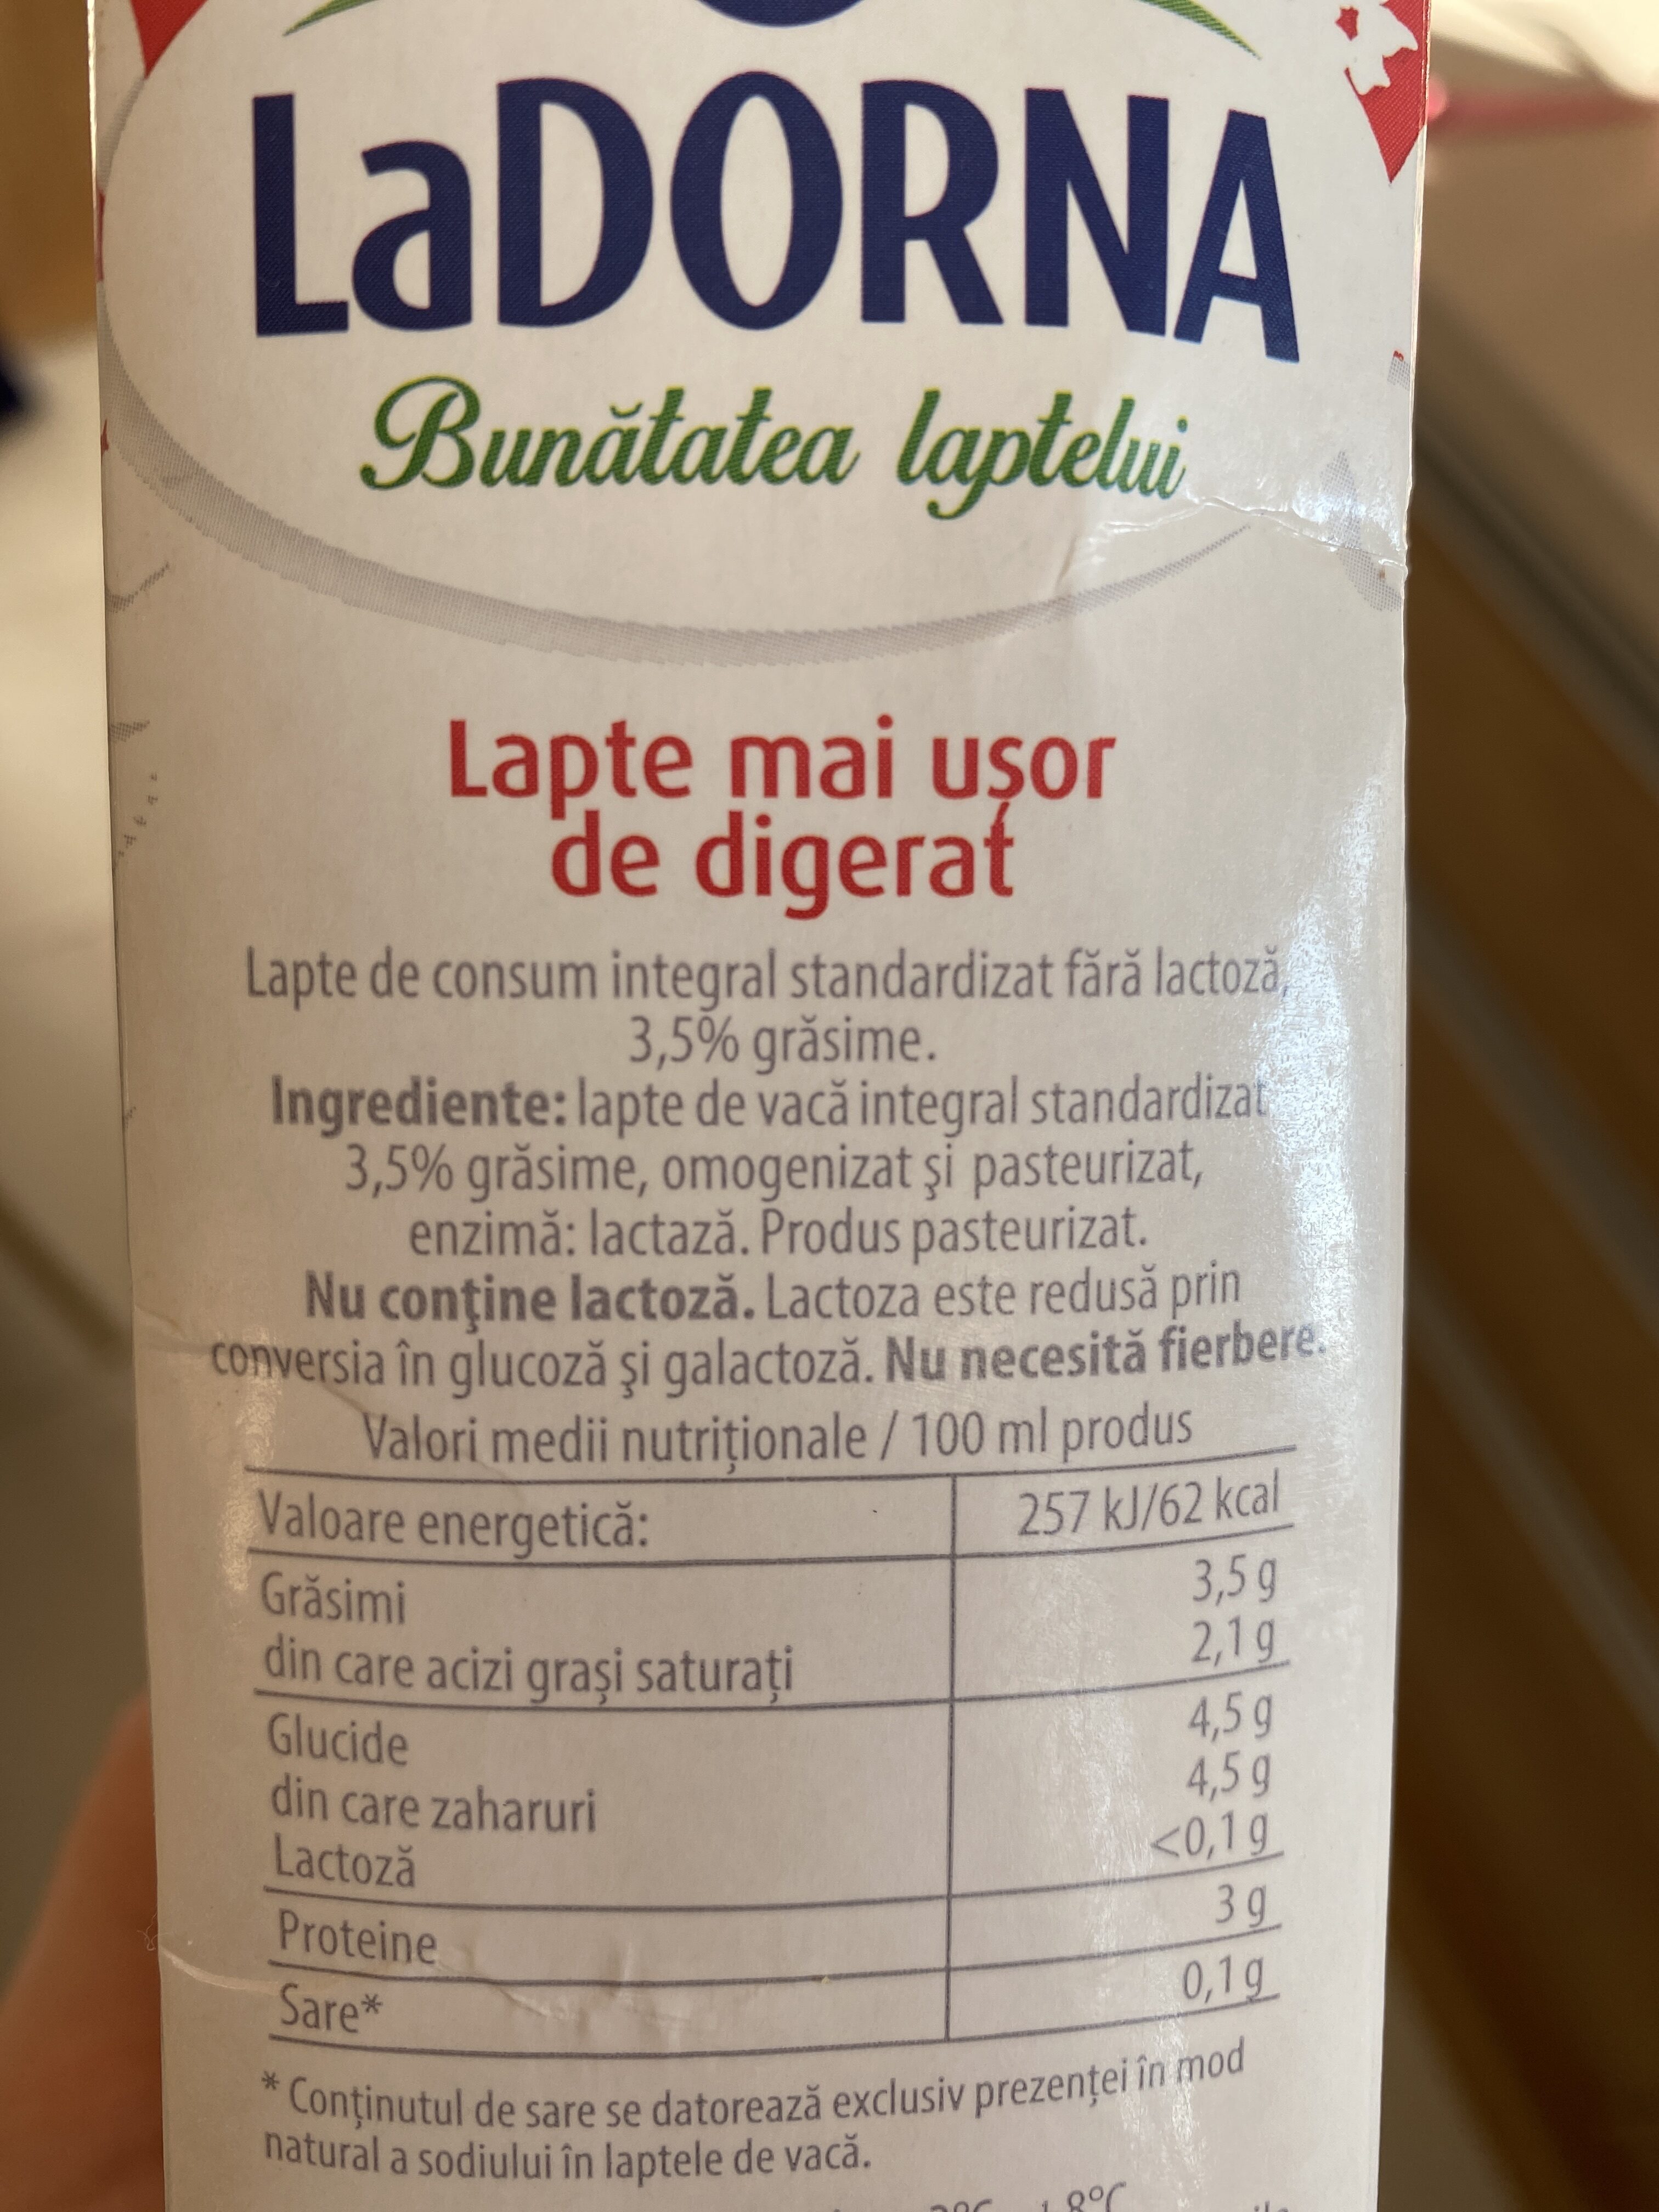 LaDORNA
Bunătatea laptelui
Lapte mai ușor
de digerat
Lapte de consum integral standardizat fără lactoză,
3,5% grăsime.
Ingrediente: lapte de vacă integral standardizat
3,5% grăsime, omogenizat şi pasteurizat,
enzimă: lactază. Produs pasteurizat.
Nu conţine lactoză. Lactoza este redusă prin
conversia în glucoză şi galactoză. Nu necesită fierbere.
Valori medii nutriționale / 100 ml produs
Valoare energetică: 257 kJ/62 kcal
Grăsimi 3,5 g
din care acizi grași saturați 2,1 g
Glucide 4,5 g
din care zaharuri 4,5 g
Lactoză <0,1 g
Proteine 3 g
Sare* 0,1 g
* Conținutul de sare se datorează exclusiv prezenței în mod
natural a sodiului în laptele de vacă.
8°C